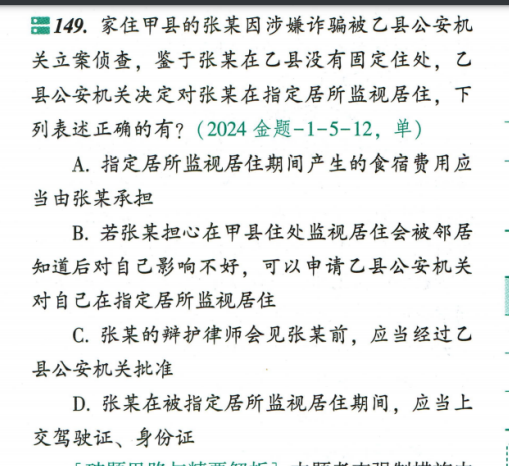 149. 家住甲县的张某因涉嫌诈骗被乙县公安机
关立案侦查，鉴于张某在乙县没有固定住处，乙
县公安机关决定对张某在指定居所监视居住，下
列表述正确的有？（2024 金题-1-5-12，单）
A. 指定居所监视居住期间产生的食宿费用应
当由张某承担
B. 若张某担心在甲县住处监视居住会被邻居
知道后对自己影响不好，可以申请乙县公安机关
对自己在指定居所监视居住
C. 张某的辩护律师会见张某前，应当经过乙
县公安机关批准
D. 张某在被指定居所监视居住期间，应当上
交驾驶证、身份证